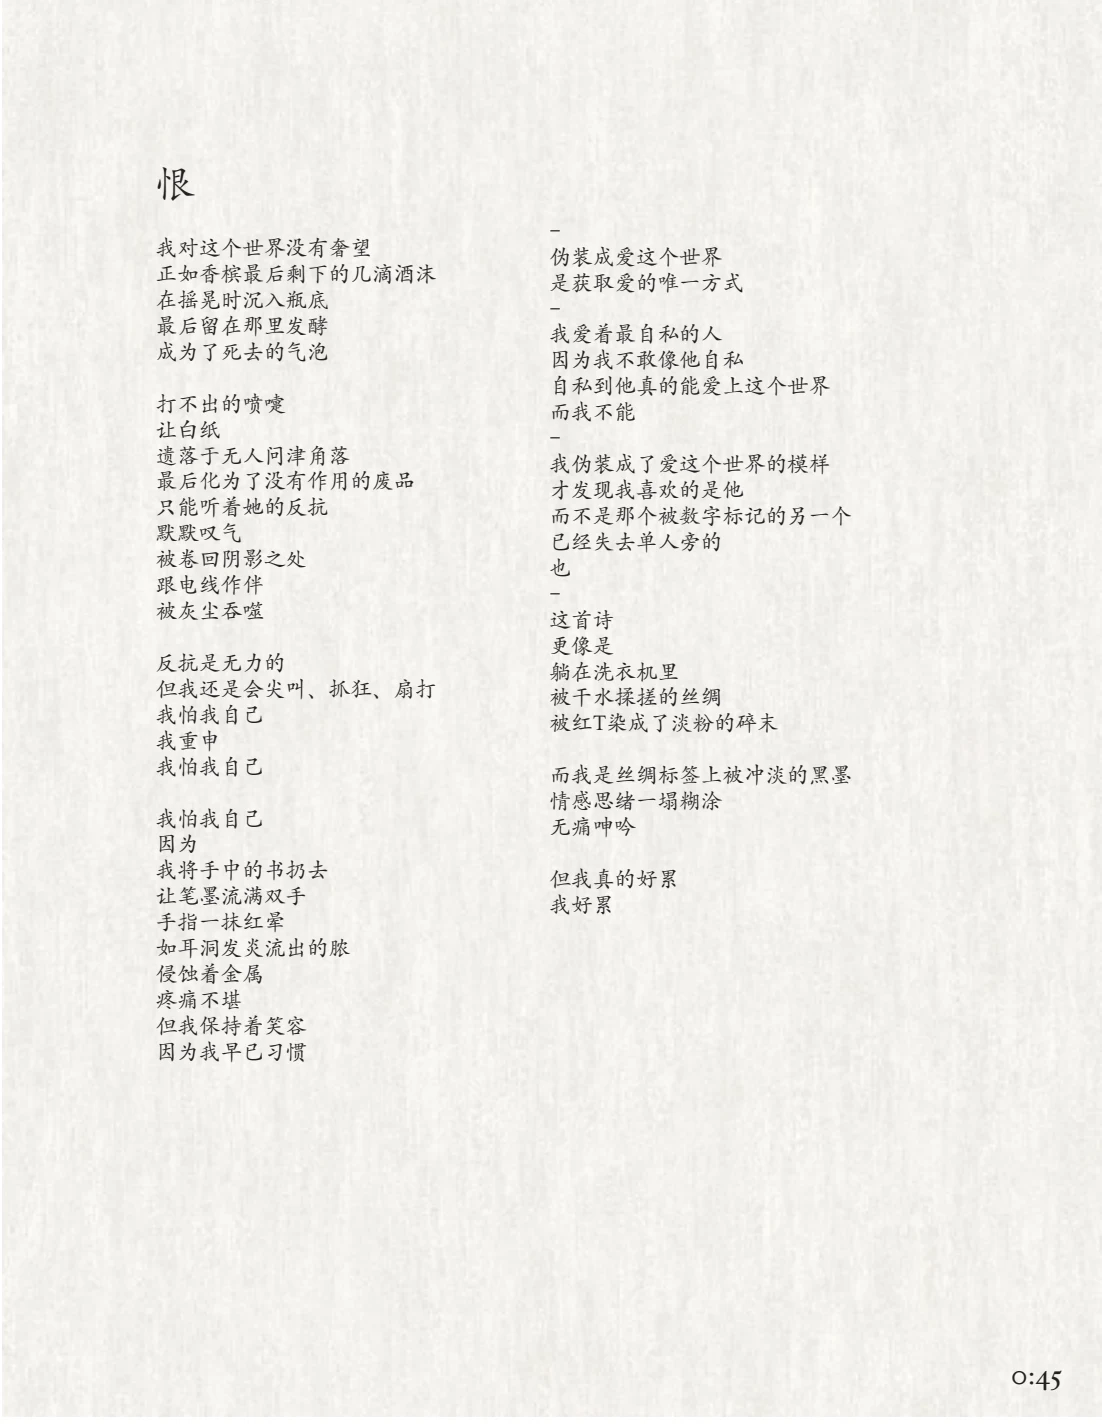 恨
我对这个世界没有奢望
正如香槟最后剩下的几滴酒沫
在摇晃时沉入瓶底
最后留在那里发酵
成为了死去的气泡
打不出的喷嚏
让白纸
遗落于无人问津角落
最后化为了没有作用的废品
只能听着她的反抗
默默叹气
被卷回阴影之处
跟电线作伴
被灰尘吞噬
反抗是无力的
但我还是会尖叫、抓狂、扇打
我怕我自己
我重申
我怕我自己
我怕我自己
因为
我将手中的书扔去
让笔墨流满双手
手指一抹红晕
如耳洞发炎流出的脓
侵蚀着金属
疼痛不堪
但我保持着笑容
因为我早已习惯
–
伪装成爱这个世界
是获取爱的唯一方式
–
我爱着最自私的人
因为我不敢像他自私
自私到他真的能爱上这个世界
而我不能
–
我伪装成了爱这个世界的模样
才发现我喜欢的是他
而不是那个被数字标记的另一个
已经失去单人旁的
也
–
这首诗
更像是
躺在洗衣机里
被干水揉搓的丝绸
被红T染成了淡粉的碎末
而我是丝绸标签上被冲淡的黑墨
情感思绪一塌糊涂
无痛呻吟
但我真的好累
我好累
0:45